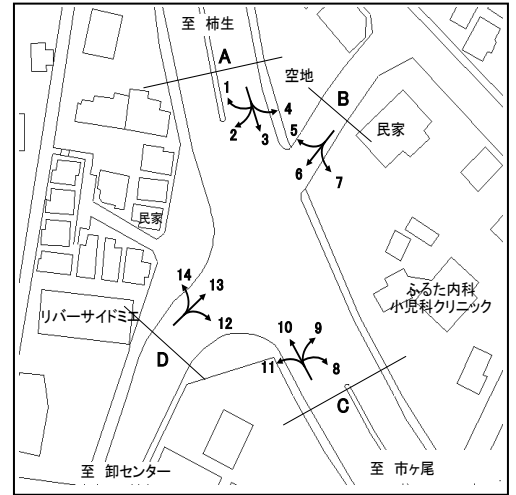 至 柿生
A
空地
B
民家
1
2
3
4
5
6
7
民家
リバーサイドミエ
14
13
12
D
ふるた内科
小児科クリニック
10
9
11
8
C
至 卸センター
至 市ヶ尾